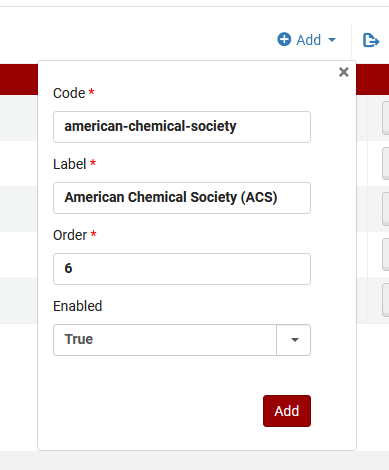 Add
×
Code *
american-chemical-society
Label *
American Chemical Society (ACS)
Order *
6
Enabled
True
Add